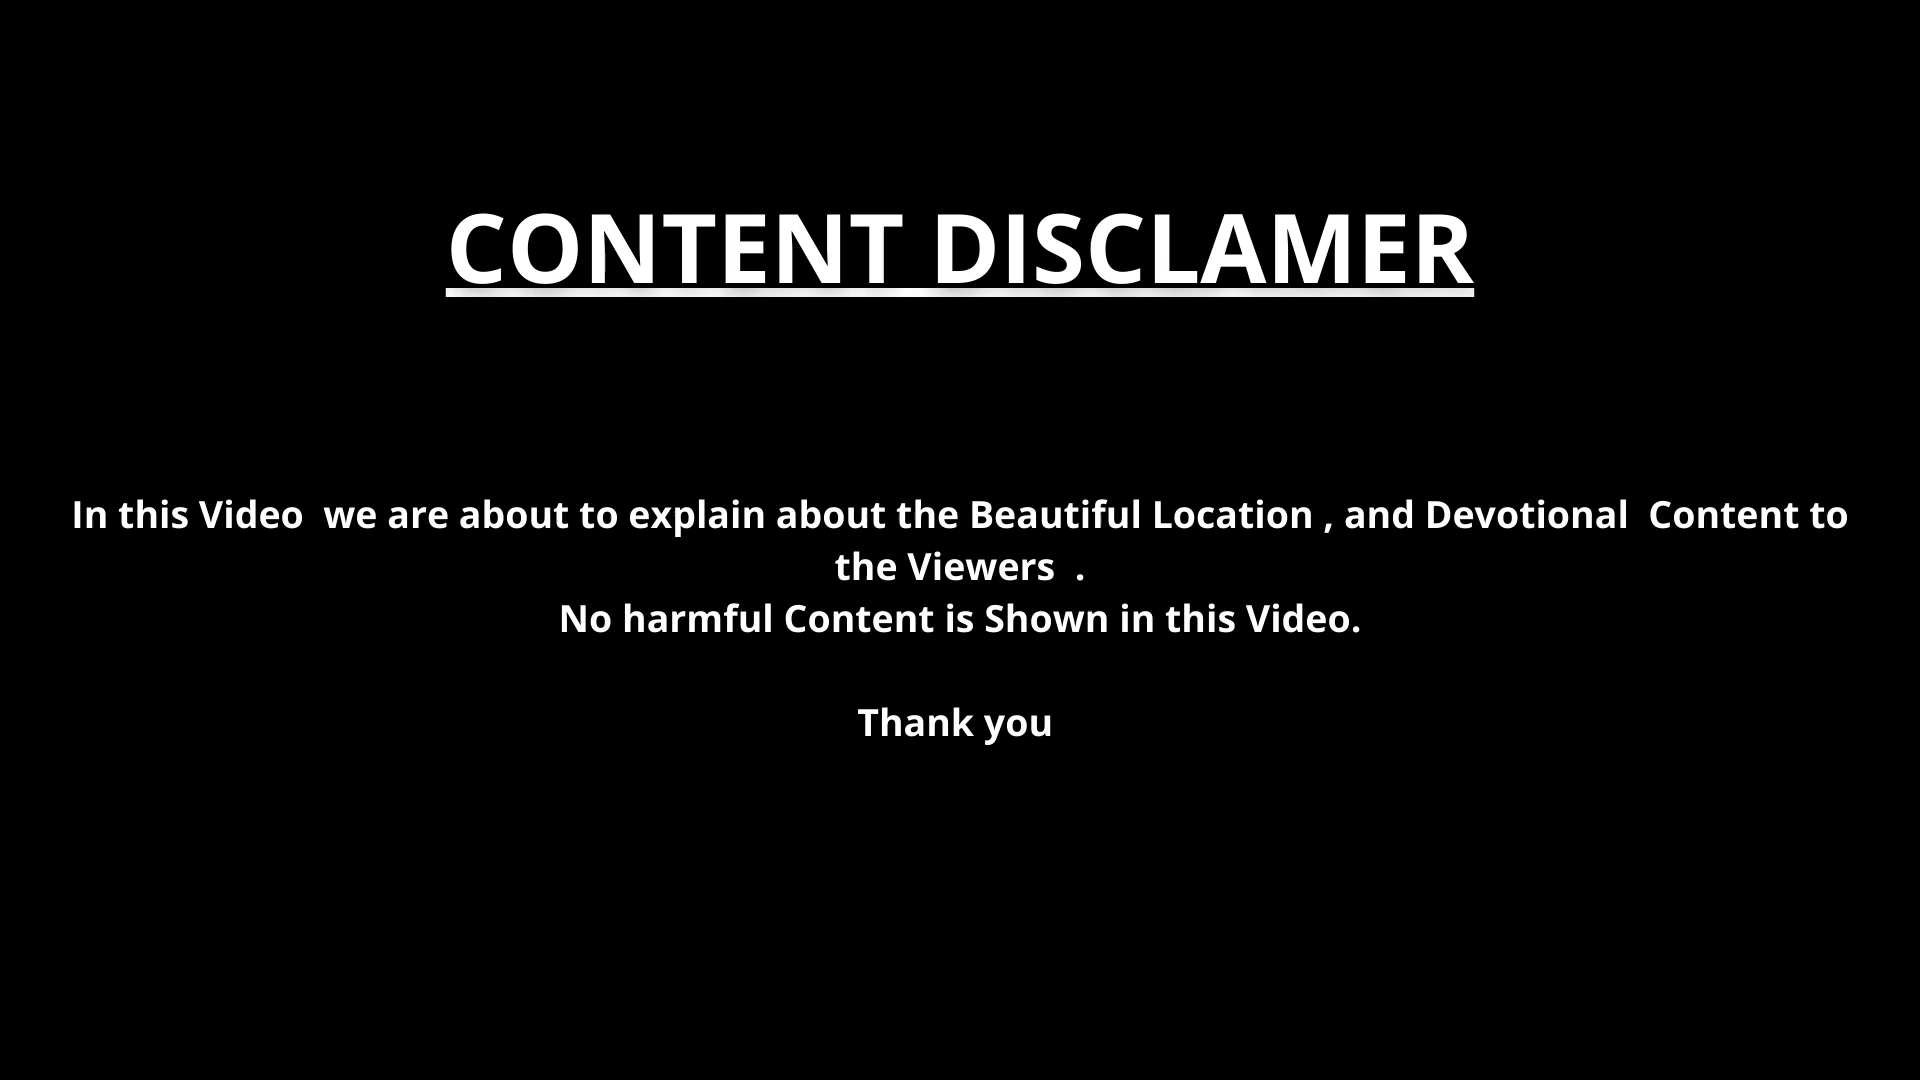 CONTENT DISCLAMER
In this Video  we are about to explain about the Beautiful Location , and Devotional  Content to
the Viewers  .
No harmful Content is Shown in this Video.
Thank you